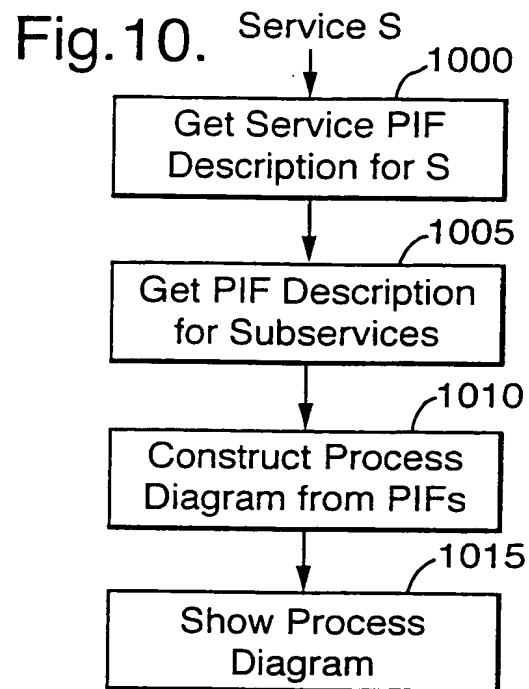 Fig.10.
Service S
1000
Get Service PIF
Description for S
1005
Get PIF Description
for Subservices
1010
Construct Process
Diagram from PIFs
1015
Show Process
Diagram